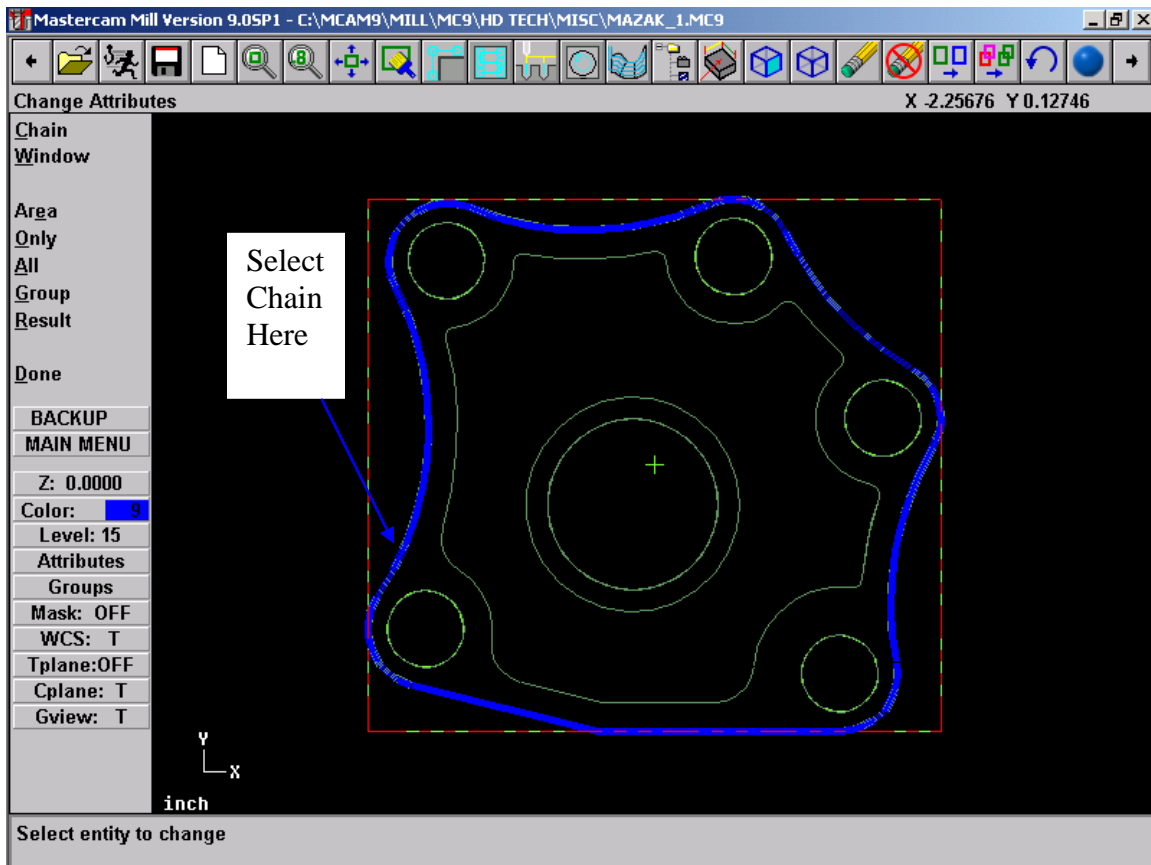 Mastercam Mill Version 9.0SP1 - C:\MCAM9\MILL\MC9\HD TECH\MISC\MAZAK_1.MC9
Change Attributes
X -2.25676 Y 0.12746
Chain
Window
Area
Only
All
Group
Result
Done
BACKUP
MAIN MENU
Z: 0.0000
Color: 9
Level: 15
Attributes
Groups
Mask: OFF
WCS: T
Tplane:OFF
Cplane: T
Gview: T
Select
Chain
Here
Y
X
inch
Select entity to change